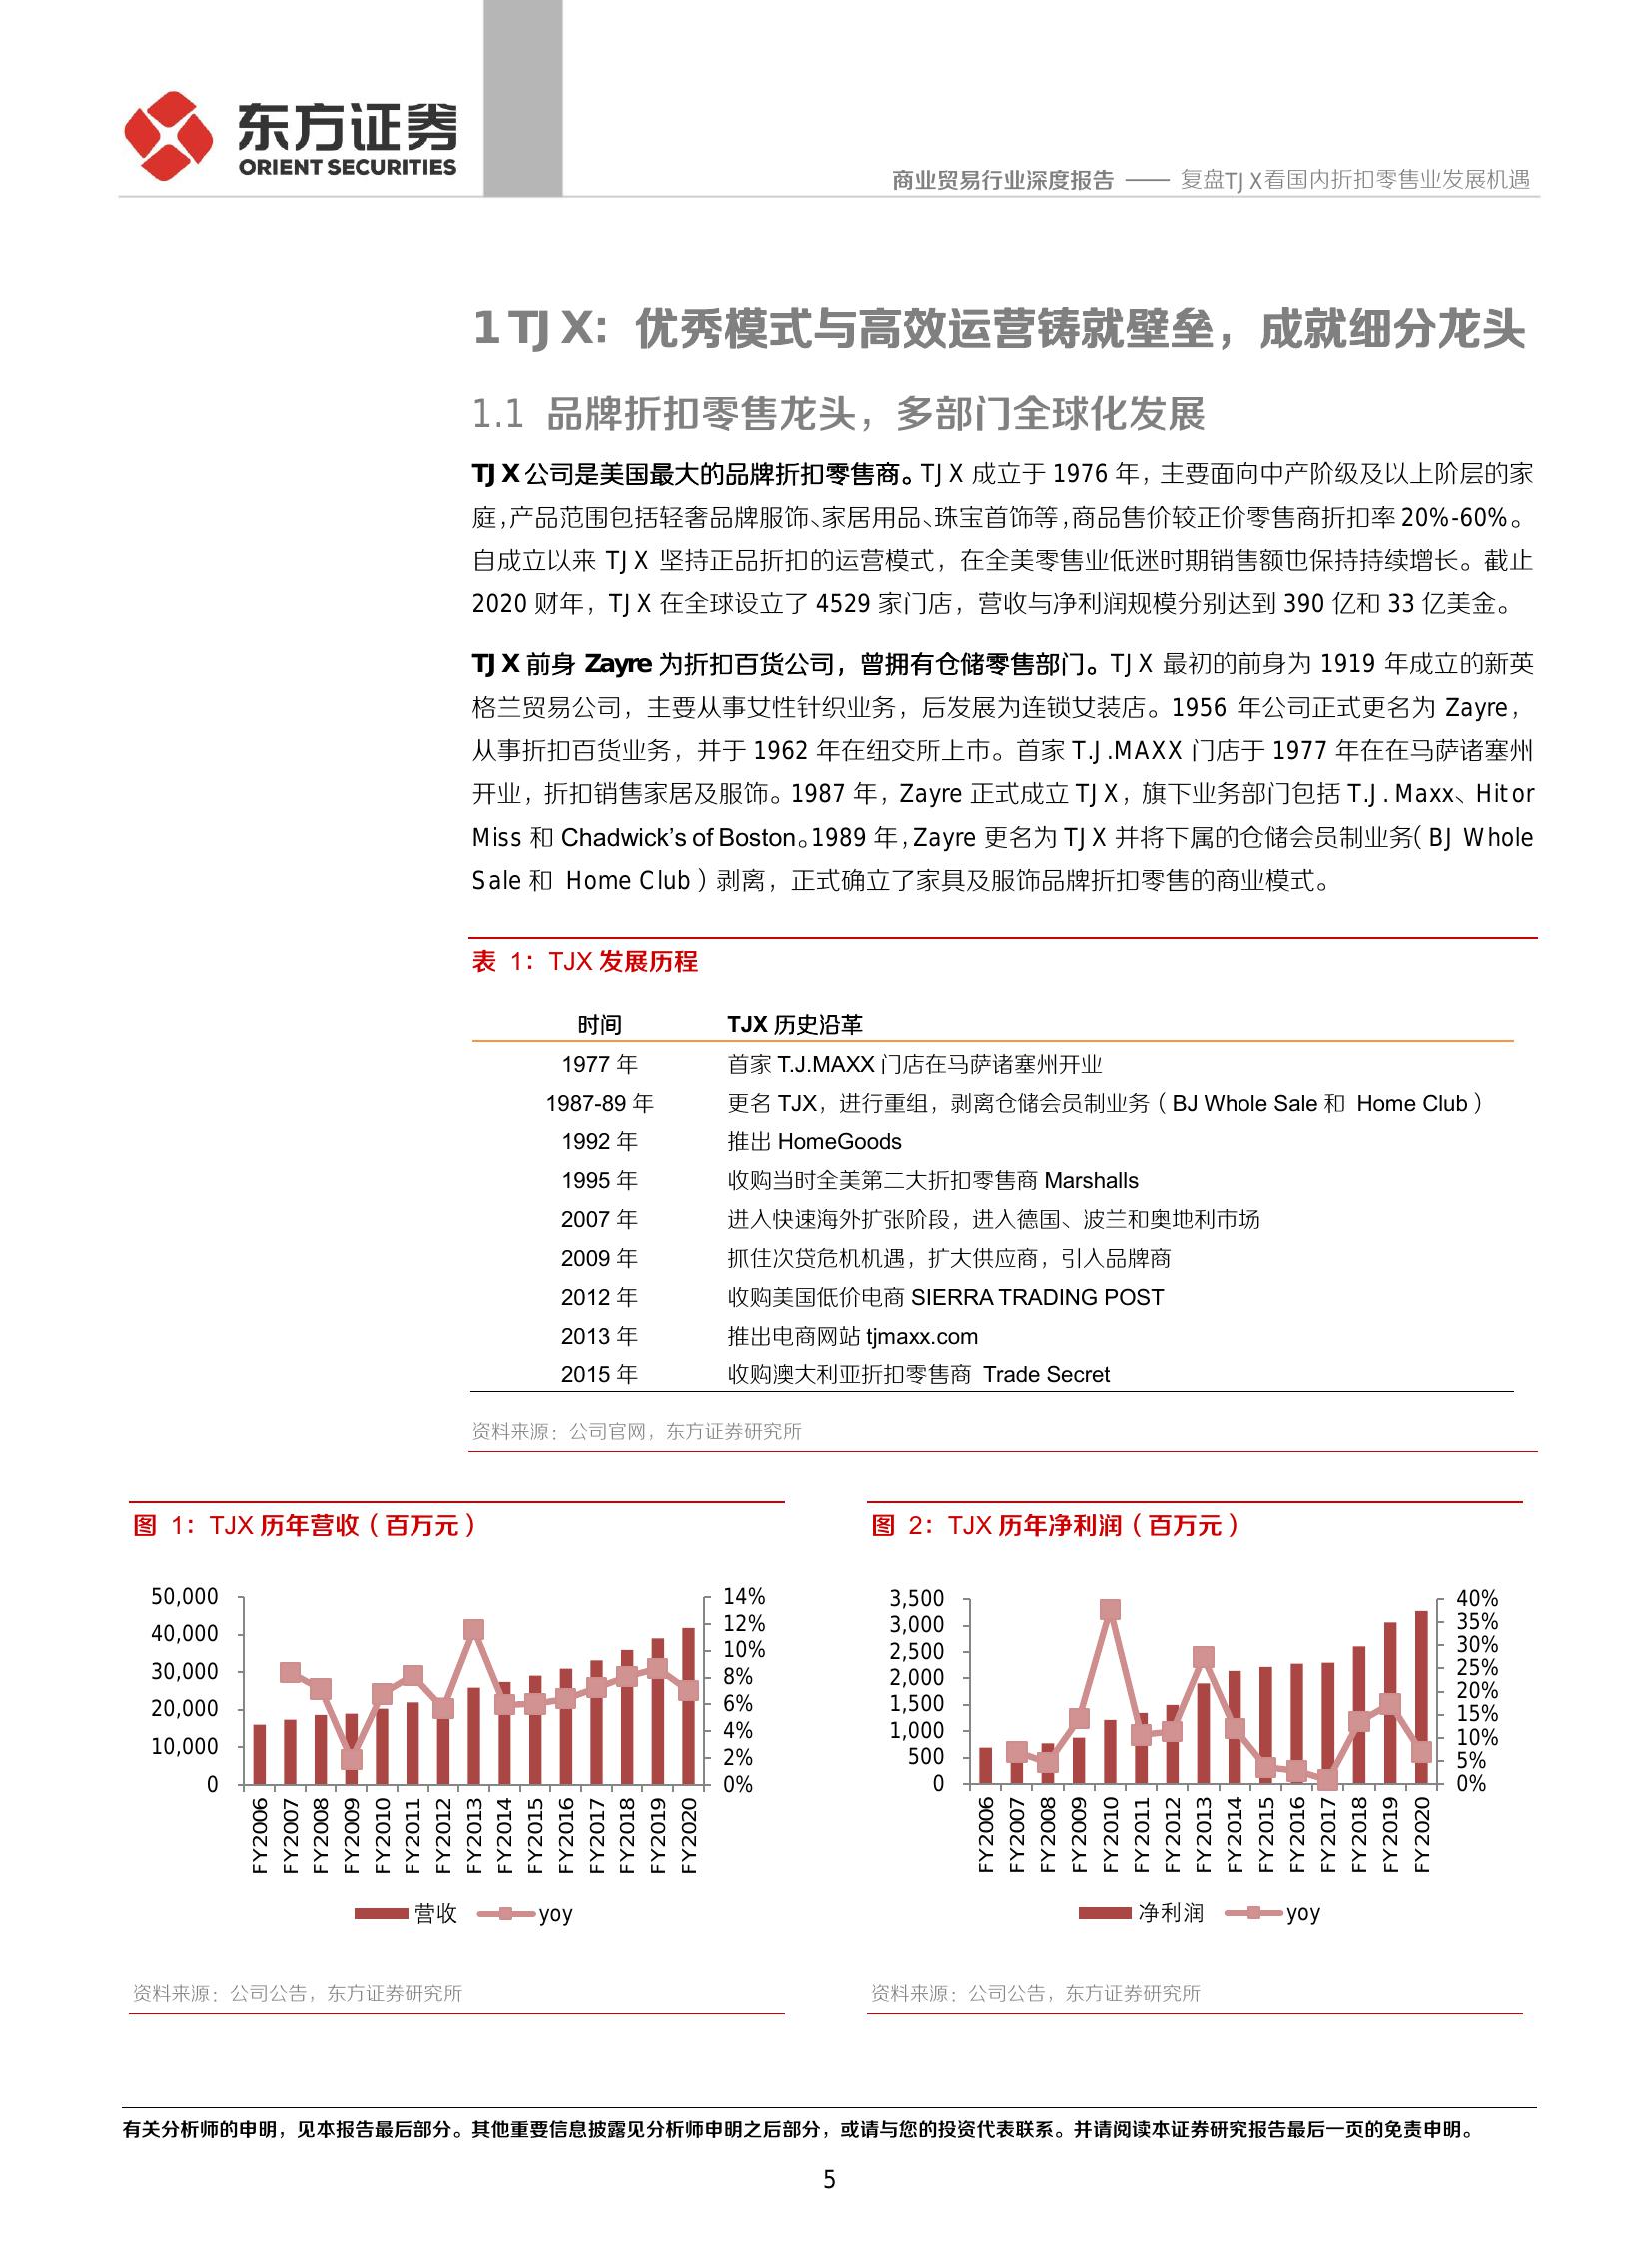 东方证券
ORIENT SECURITIES
商业贸易行业深度报告 —— 复盘TJX看国内折扣零售业发展机遇
1 TJX：优秀模式与高效运营铸就壁垒，成就细分龙头
1.1 品牌折扣零售龙头，多部门全球化发展
TJX 公司是美国最大的品牌折扣零售商。TJX 成立于 1976 年，主要面向中产阶级及以上阶层的家
庭，产品范围包括轻奢品牌服饰、家居用品、珠宝首饰等，商品售价较正价零售商折扣率 20%-60%。
自成立以来 TJX 坚持正品折扣的运营模式，在全美零售业低迷时期销售额也保持持续增长。截止
2020 财年，TJX 在全球设立了 4529 家门店，营收与净利润规模分别达到 390 亿和 33 亿美金。
TJX 前身 Zayre 为折扣百货公司，曾拥有仓储零售部门。TJX 最初的前身为 1919 年成立的新英
格兰贸易公司，主要从事女性针织业务，后发展为连锁女装店。1956 年公司正式更名为 Zayre，
从事折扣百货业务，并于 1962 年在纽交所上市。首家 T.J.MAXX 门店于 1977 年在在马萨诸塞州
开业，折扣销售家居及服饰。1987 年，Zayre 正式成立 TJX，旗下业务部门包括 T.J. Maxx、Hit or
Miss 和 Chadwick's of Boston。1989 年，Zayre 更名为 TJX 并将下属的仓储会员制业务（BJ Whole
Sale 和 Home Club）剥离，正式确立了家具及服饰品牌折扣零售的商业模式。
表 1：TJX 发展历程
时间 TJX 历史沿革
1977 年 首家 T.J.MAXX 门店在马萨诸塞州开业
1987-89 年 更名 TJX，进行重组，剥离仓储会员制业务（BJ Whole Sale 和 Home Club）
1992 年 推出 HomeGoods
1995 年 收购当时全美第二大折扣零售商 Marshalls
2007 年 进入快速海外扩张阶段，进入德国、波兰和奥地利市场
2009 年 抓住次贷危机机遇，扩大供应商，引入品牌商
2012 年 收购美国低价电商 SIERRA TRADING POST
2013 年 推出电商网站 tjmaxx.com
2015 年 收购澳大利亚折扣零售商 Trade Secret
资料来源：公司官网，东方证券研究所
图 1：TJX 历年营收（百万元）
50,000
40,000
30,000
20,000
10,000
0
14%
12%
10%
8%
6%
4%
2%
0%
FY2006
FY2007
FY2008
FY2009
FY2010
FY2011
FY2012
FY2013
FY2014
FY2015
FY2016
FY2017
FY2018
FY2019
FY2020
营收 yoy
资料来源：公司公告，东方证券研究所
图 2：TJX 历年净利润（百万元）
3,500
3,000
2,500
2,000
1,500
1,000
500
0
40%
35%
30%
25%
20%
15%
10%
5%
0%
FY2006
FY2007
FY2008
FY2009
FY2010
FY2011
FY2012
FY2013
FY2014
FY2015
FY2016
FY2017
FY2018
FY2019
FY2020
净利润 yoy
资料来源：公司公告，东方证券研究所
有关分析师的申明，见本报告最后部分。其他重要信息披露见分析师申明之后部分，或请与您的投资代表联系。并请阅读本证券研究报告最后一页的免责申明。
5